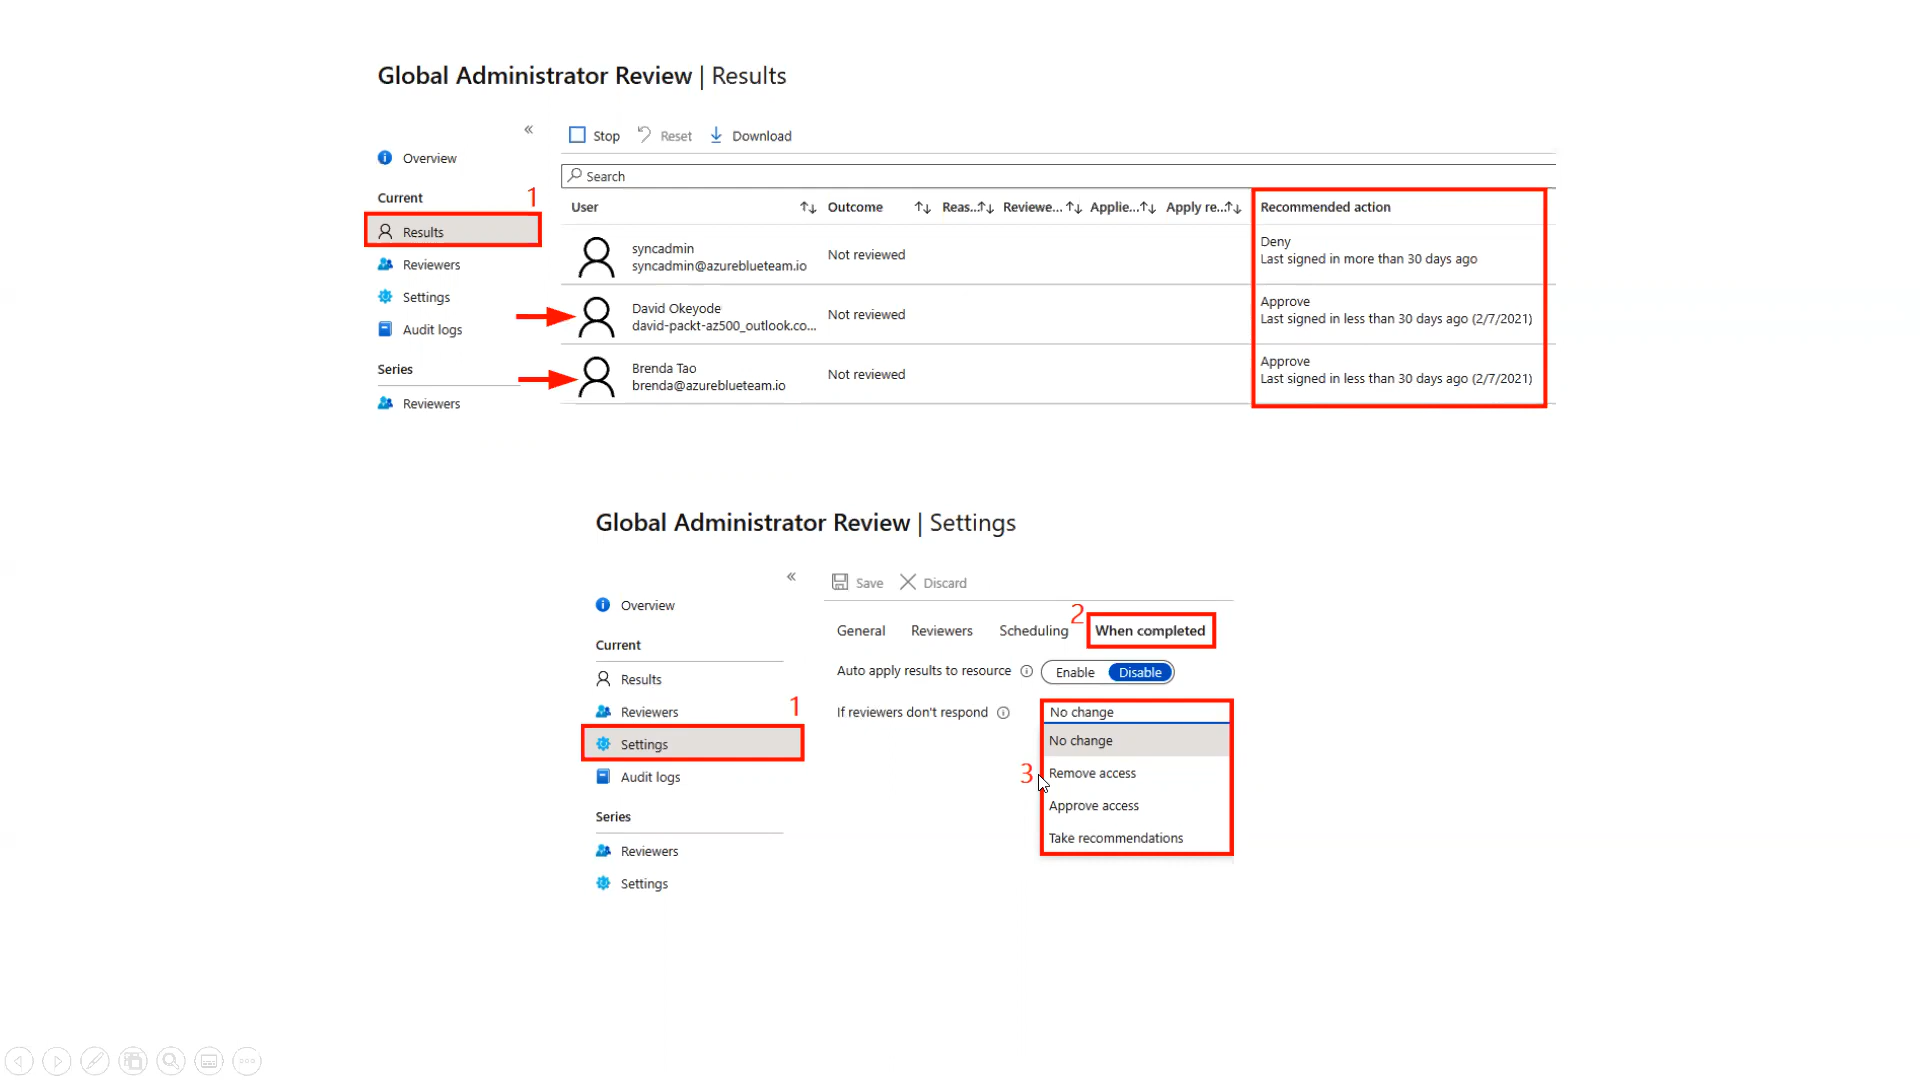 Global Administrator Review | Results
«
Stop Reset Download
Overview
Search
Current
1
User Outcome Reas... Reviewe... Applie... Apply re... Recommended action
Results
syncadmin
syncadmin@azureblueteam.io
Not reviewed
Deny
Last signed in more than 30 days ago
Reviewers
Settings
David Okeyode
david-packt-az500_outlook.co...
Not reviewed
Approve
Last signed in less than 30 days ago (2/7/2021)
Audit logs
Series
Brenda Tao
brenda@azureblueteam.io
Not reviewed
Approve
Last signed in less than 30 days ago (2/7/2021)
Reviewers
Global Administrator Review | Settings
«
Save Discard
Overview
2
General Reviewers Scheduling When completed
Current
Auto apply results to resource Enable Disable
Results
If reviewers don't respond No change
Reviewers
1
Settings
No change
3
Remove access
Audit logs
Approve access
Series
Take recommendations
Reviewers
Settings